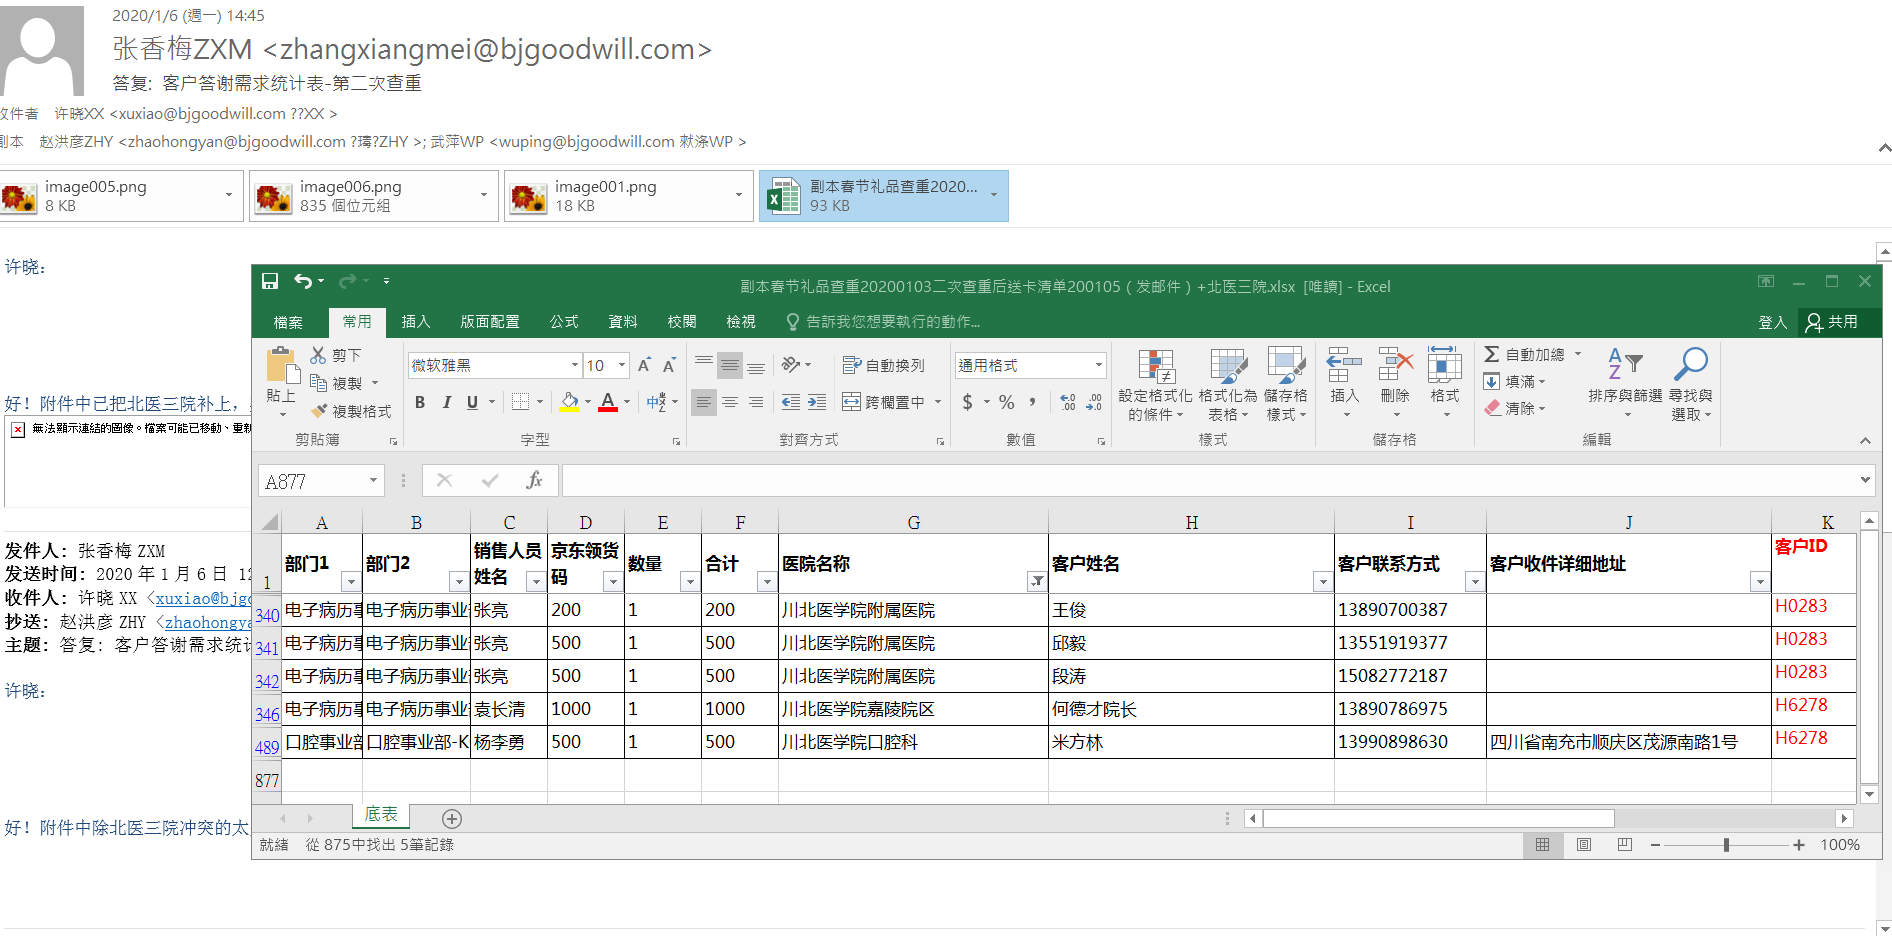 2020/1/6 (週一) 14:45
张香梅ZXM <zhangxiangmei@bjgoodwill.com>
答复: 客户答谢需求统计表-第二次查重
收件者 许晓XX <xuxiao@bjgoodwill.com ??XX >
副本 赵洪彦ZHY <zhaohongyan@bjgoodwill.com ?璹?ZHY >; 武萍WP <wuping@bjgoodwill.com 歘涤WP >
image005.png
8 KB
image006.png
835 個位元組
image001.png
18 KB
副本春节礼品查重2020...
93 KB
许晓:
副本春节礼品查重20200103二次查重后送卡清单200105（发邮件）+北医三院.xlsx [唯讀] - Excel
檔案 常用 插入 版面配置 公式 資料 校閱 檢視 告訴我您想要執行的動作... 登入 共用
貼上 剪下 複製 複製格式 剪貼簿
微软雅黑 10 B I U A 字型
自動換列 跨欄置中 對齊方式
通用格式 $ % , 數值
設定格式化的條件 格式化為表格 儲存格樣式 樣式
插入 刪除 格式 儲存格
自動加總 填滿 清除 排序與篩選 尋找與選取 編輯
好！附件中已把北医三院补上，
無法顯示連結的圖像。檔案可能已移動、重新
A877 fx
A B C D E F G H I J K
1 部门1 部门2 销售人员姓名 京东领货码 数量 合计 医院名称 客户姓名 客户联系方式 客户收件详细地址 客户ID
340 电子病历事 电子病历事业 张亮 200 1 200 川北医学院附属医院 王俊 13890700387 H0283
341 电子病历事 电子病历事业 张亮 500 1 500 川北医学院附属医院 邱毅 13551919377 H0283
342 电子病历事 电子病历事业 张亮 500 1 500 川北医学院附属医院 段涛 15082772187 H0283
346 电子病历事 电子病历事业 袁长清 1000 1 1000 川北医学院嘉陵院区 何德才院长 13890786975 H6278
489 口腔事业部 口腔事业部-K 杨李勇 500 1 500 川北医学院口腔科 米方林 13990898630 四川省南充市顺庆区茂源南路1号 H6278
877
底表
就緒 從 875中找出 5筆記錄 100%
发件人: 张香梅 ZXM
发送时间: 2020 年 1 月 6 日 12
收件人: 许晓 XX <xuxiao@bjgo
抄送: 赵洪彦 ZHY <zhaohongya
主题: 答复: 客户答谢需求统计
许晓:
好！附件中除北医三院冲突的太